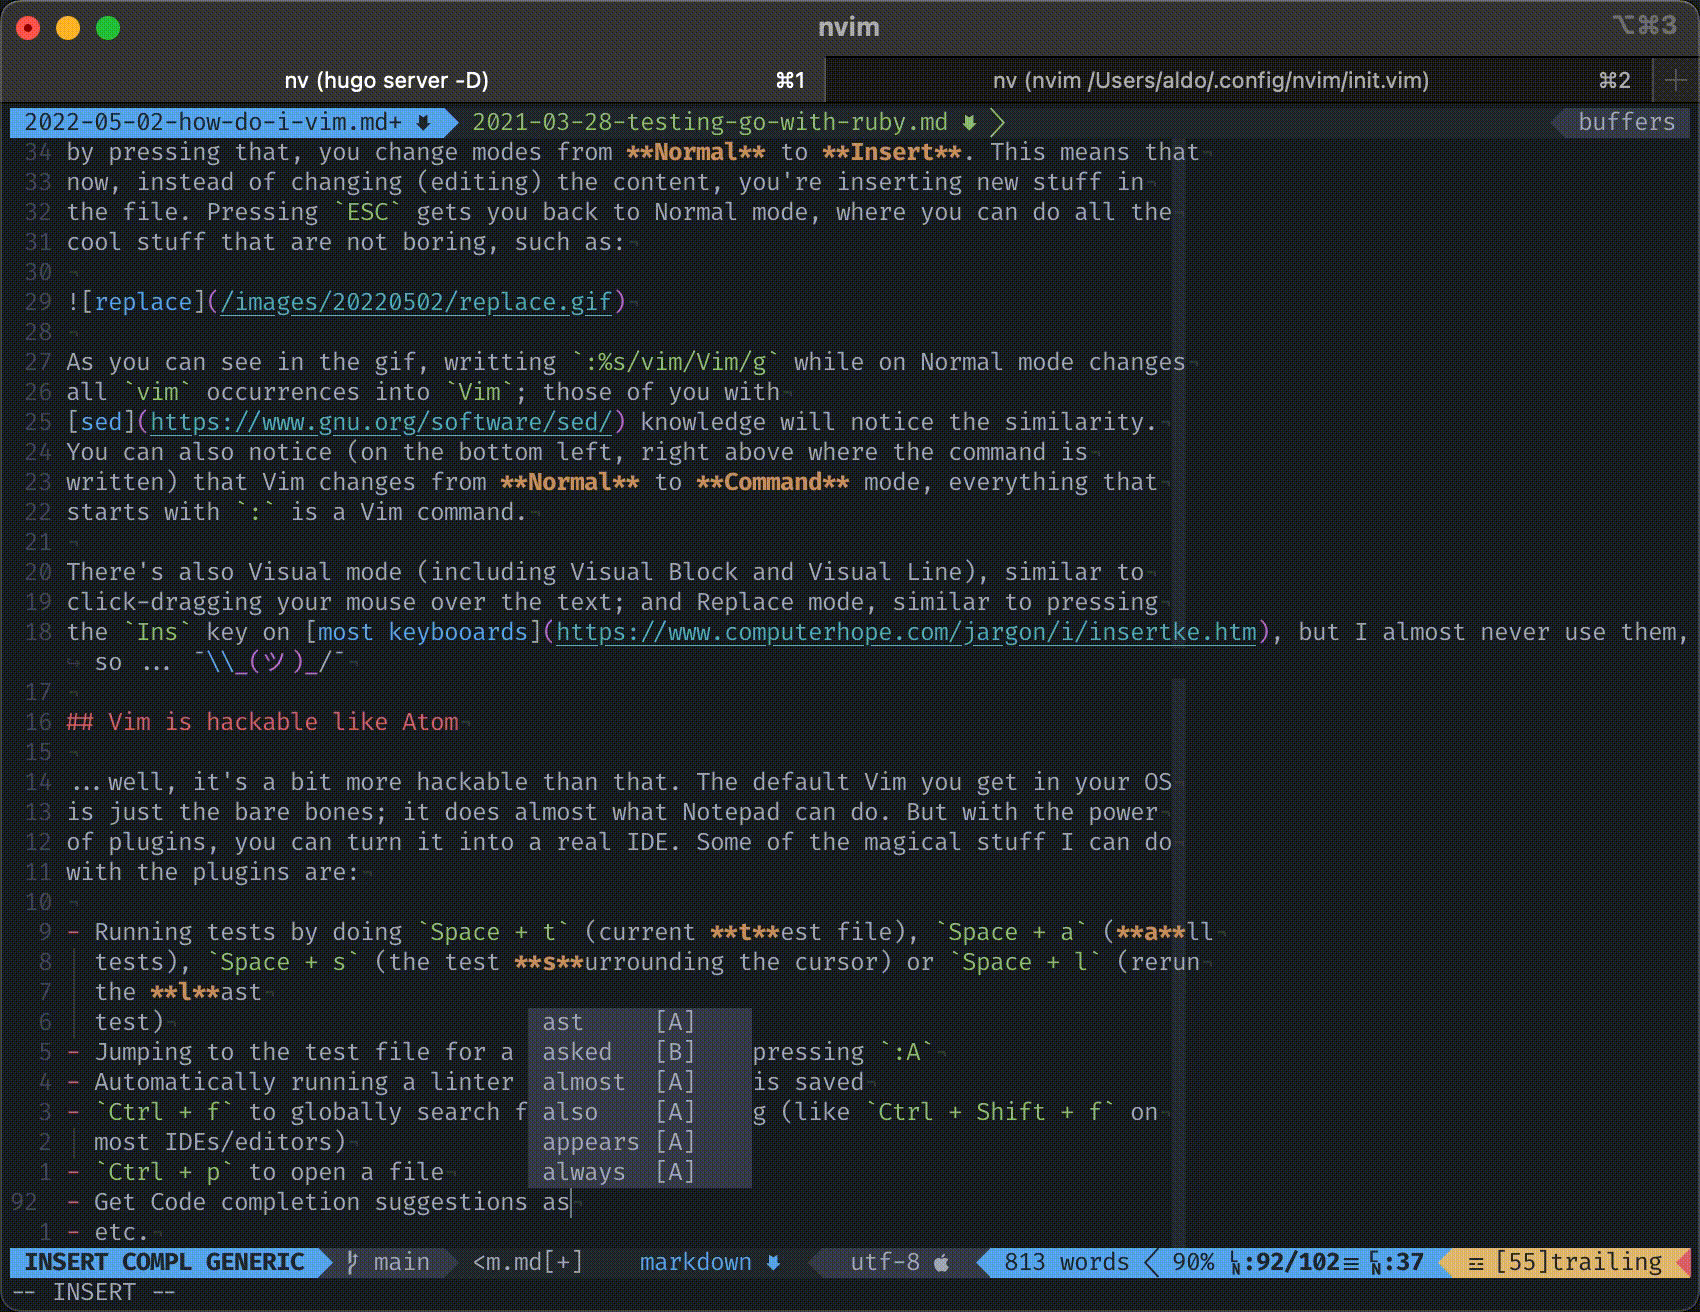 nvim
⌥⌘3
nv (hugo server -D) ⌘1 nv (nvim /Users/aldo/.config/nvim/init.vim) ⌘2
2022-05-02-how-do-i-vim.md+ 2021-03-28-testing-go-with-ruby.md buffers
34 by pressing that, you change modes from **Normal** to **Insert**. This means that¬
33 now, instead of changing (editing) the content, you're inserting new stuff in¬
32 the file. Pressing `ESC` gets you back to Normal mode, where you can do all the¬
31 cool stuff that are not boring, such as:¬
30 ¬
29 ![replace](/images/20220502/replace.gif)¬
28 ¬
27 As you can see in the gif, writting `:%s/vim/Vim/g` while on Normal mode changes¬
26 all `vim` occurrences into `Vim`; those of you with¬
25 [sed](https://www.gnu.org/software/sed/) knowledge will notice the similarity.¬
24 You can also notice (on the bottom left, right above where the command is¬
23 written) that Vim changes from **Normal** to **Command** mode, everything that¬
22 starts with `:` is a Vim command.¬
21 ¬
20 There's also Visual mode (including Visual Block and Visual Line), similar to¬
19 click-dragging your mouse over the text; and Replace mode, similar to pressing¬
18 the `Ins` key on [most keybooards](https://www.computerhope.com/jargon/i/insertke.htm), but I almost never use them,
so ... ¯\\_(ツ)_/¯¬
17 ¬
16 ## Vim is hackable like Atom¬
15 ¬
14 ...well, it's a bit more hackable than that. The default Vim you get in your OS¬
13 is just the bare bones; it does almost what Notepad can do. But with the power¬
12 of plugins, you can turn it into a real IDE. Some of the magical stuff I can do¬
11 with the plugins are:¬
10 ¬
9 - Running tests by doing `Space + t` (current **t**est file), `Space + a` (**a**ll¬
8 tests), `Space + s` (the test **s**urrounding the cursor) or `Space + l` (rerun¬
7 the **l**ast¬
6 test)¬ ast [A]
5 - Jumping to the test file for a asked [B] pressing `:A`¬
4 - Automatically running a linter almost [A] is saved¬
3 - `Ctrl + f` to globally search f also [A] g (like `Ctrl + Shift + f` on¬
2 most IDEs/editors)¬ appears [A]
1 - `Ctrl + p` to open a file¬ always [A]
92 - Get Code completion suggestions as¬
1 - etc.¬
INSERT COMPL GENERIC main <m.md[+] markdown utf-8 813 words 90% LN:92/102≡ CN:37 ☲ [55]trailing
-- INSERT --